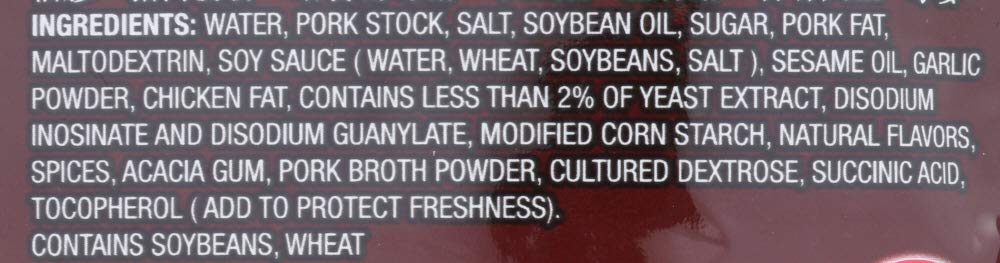 INGREDIENTS: WATER, PORK STOCK, SALT, SOYBEAN OIL, SUGAR, PORK FAT,
MALTODEXTRIN, SOY SAUCE ( WATER, WHEAT, SOYBEANS, SALT ), SESAME OIL, GARLIC
POWDER, CHICKEN FAT, CONTAINS LESS THAN 2% OF YEAST EXTRACT, DISODIUM
INOSINATE AND DISODIUM GUANYLATE, MODIFIED CORN STARCH, NATURAL FLAVORS,
SPICES, ACACIA GUM, PORK BROTH POWDER, CULTURED DEXTROSE, SUCCINIC ACID,
TOCOPHEROL ( ADD TO PROTECT FRESHNESS).
CONTAINS SOYBEANS, WHEAT